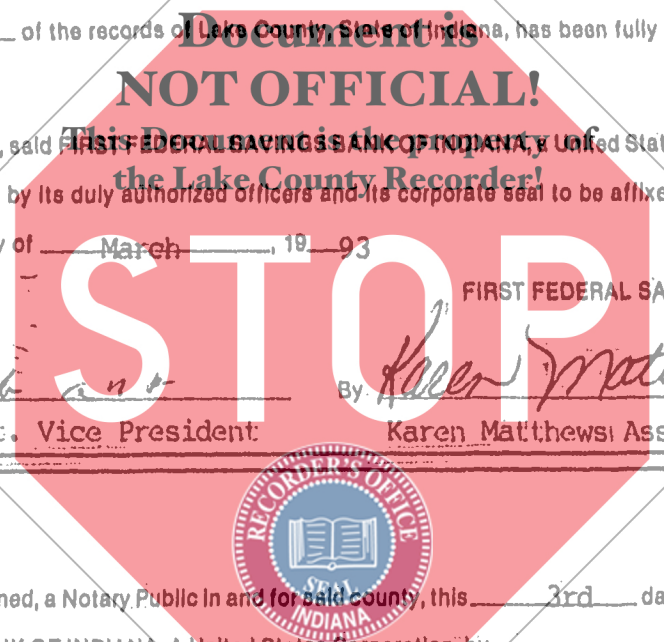 of the records of Lake County, State of Indiana, has been fully
Document is
NOT OFFICIAL!
This Document is the property of
, said FIRST FEDERAL SAVINGS BANK OF INDIANA, a United Stat
the Lake County Recorder!
by its duly authorized officers and its corporate seal to be affixe
y of March, 19 93
STOP
FIRST FEDERAL SA
By Karen Matt
. Vice President Karen Matthews Ass
RECORDER'S OFFICE
SEAL
INDIANA
ned, a Notary Public in and for said county, this 3rd da